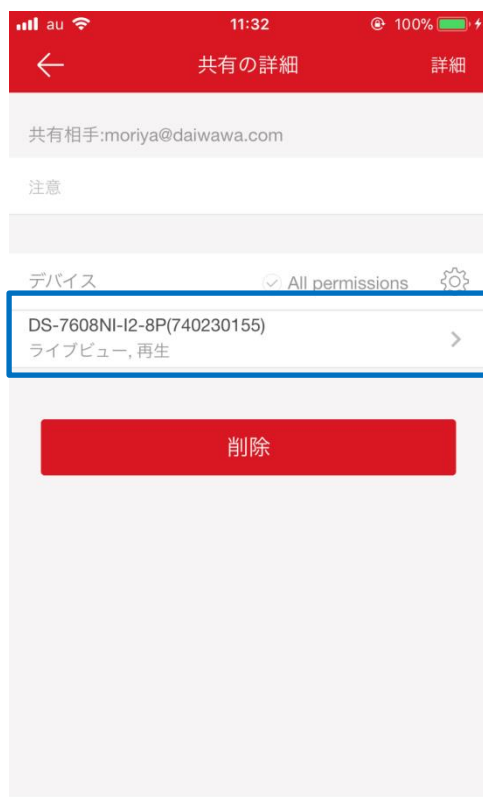 au 11:32 100%
共有の詳細 詳細
共有相手:moriya@daiwawa.com
注意
デバイス All permissions
DS-7608NI-I2-8P(740230155)
ライブビュー, 再生
削除